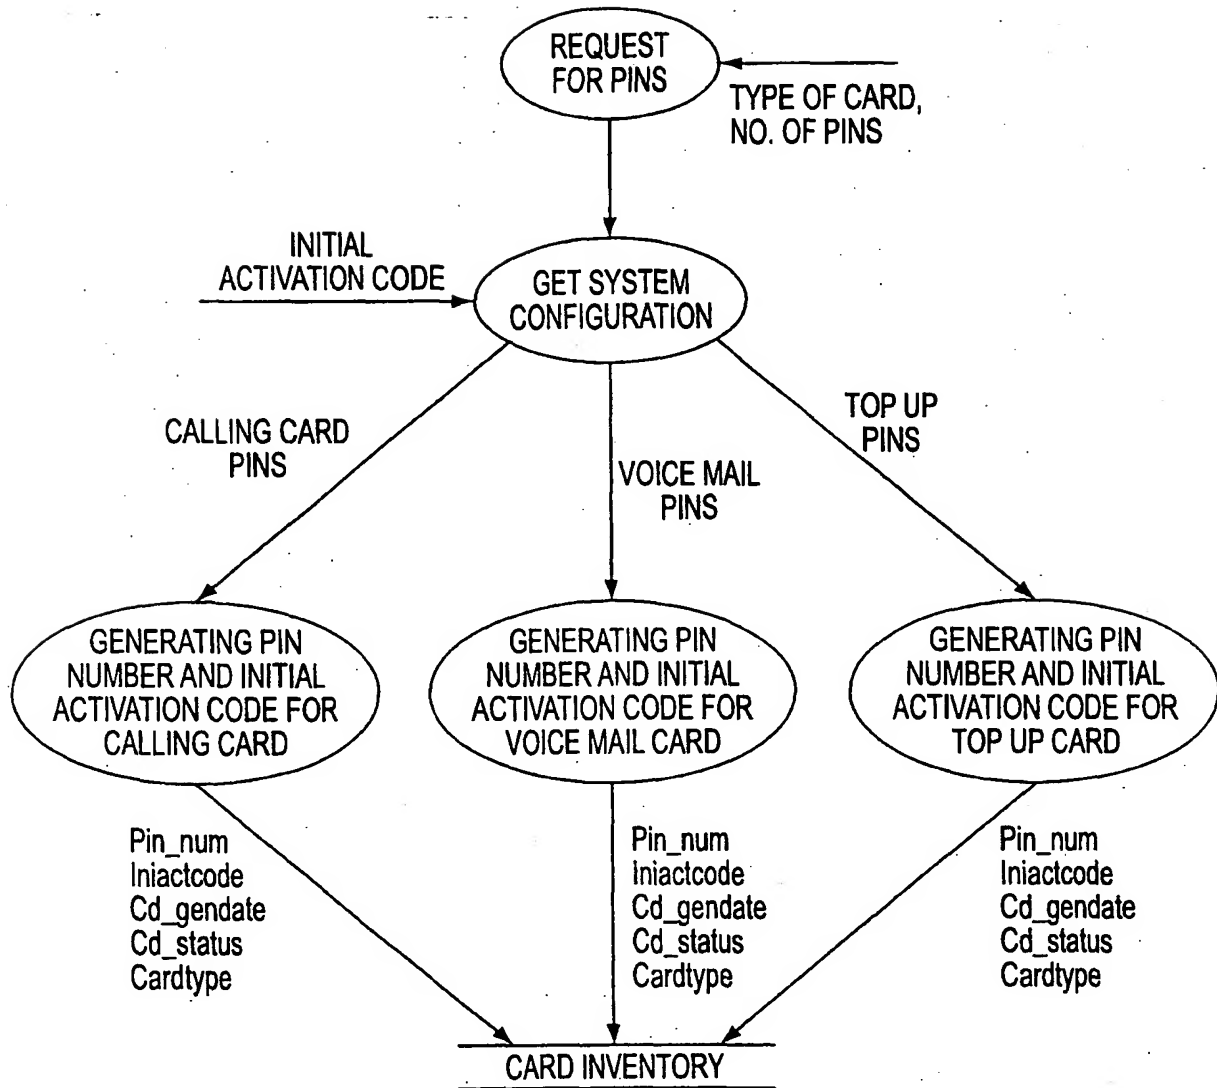 REQUEST
FOR PINS
TYPE OF CARD,
NO. OF PINS
INITIAL
ACTIVATION CODE
GET SYSTEM
CONFIGURATION
CALLING CARD
PINS
VOICE MAIL
PINS
TOP UP
PINS
GENERATING PIN
NUMBER AND INITIAL
ACTIVATION CODE FOR
CALLING CARD
GENERATING PIN
NUMBER AND INITIAL
ACTIVATION CODE FOR
VOICE MAIL CARD
GENERATING PIN
NUMBER AND INITIAL
ACTIVATION CODE FOR
TOP UP CARD
Pin_num
Iniactcode
Cd_gendate
Cd_status
Cardtype
Pin_num
Iniactcode
Cd_gendate
Cd_status
Cardtype
Pin_num
Iniactcode
Cd_gendate
Cd_status
Cardtype
CARD INVENTORY